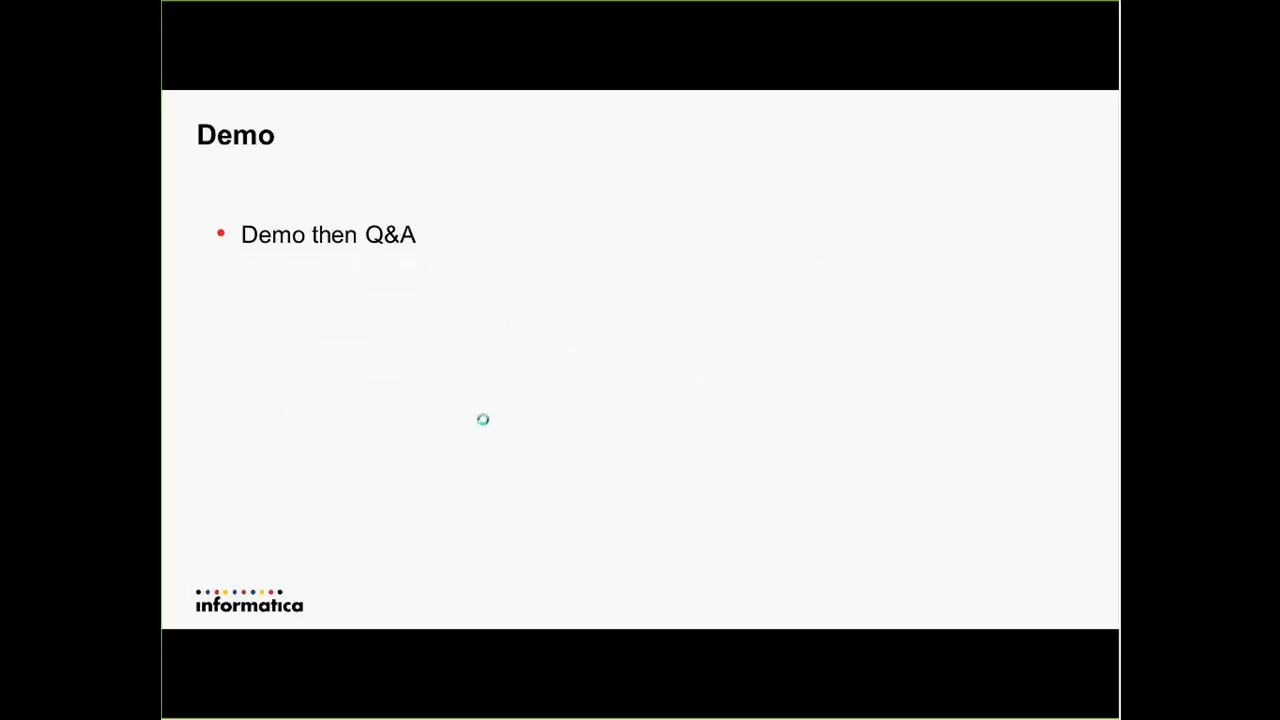 Demo
• Demo then Q&A
informatica